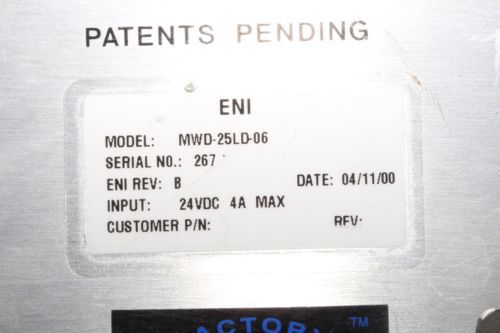 PATENTS PENDING
ENI
MODEL: MWD-25LD-06
SERIAL NO.: 267
ENI REV: B DATE: 04/11/00
INPUT: 24VDC 4A MAX
CUSTOMER P/N: REV:
TM